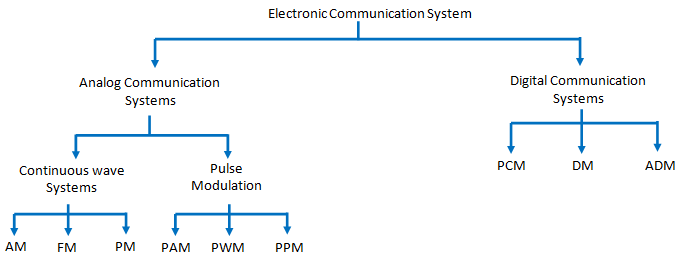 Electronic Communication System
Analog Communication
Systems
Digital Communication
Systems
Continuous wave
Systems
Pulse
Modulation
PCM DM ADM
AM FM PM PAM PWM PPM